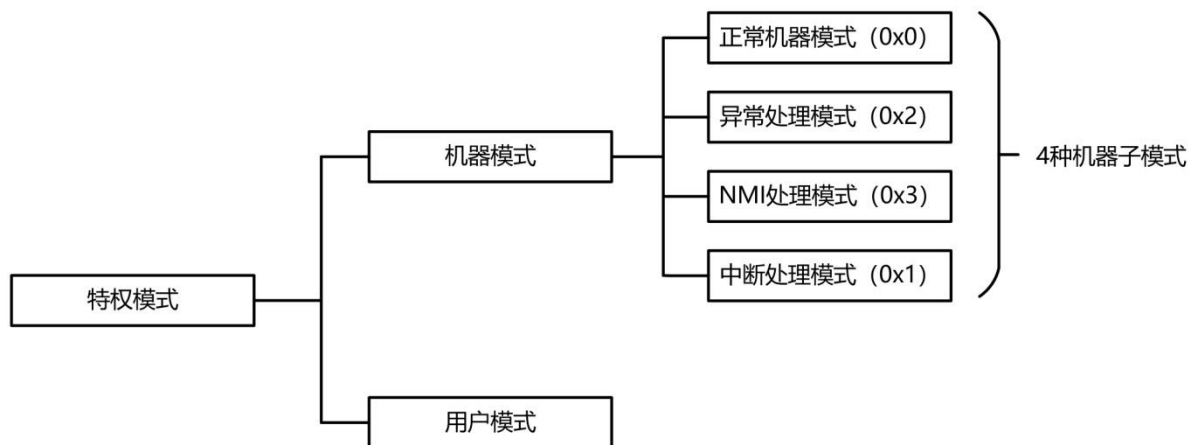 正常机器模式（0x0）
异常处理模式（0x2）
机器模式
4种机器子模式
NMI处理模式（0x3）
中断处理模式（0x1）
特权模式
用户模式